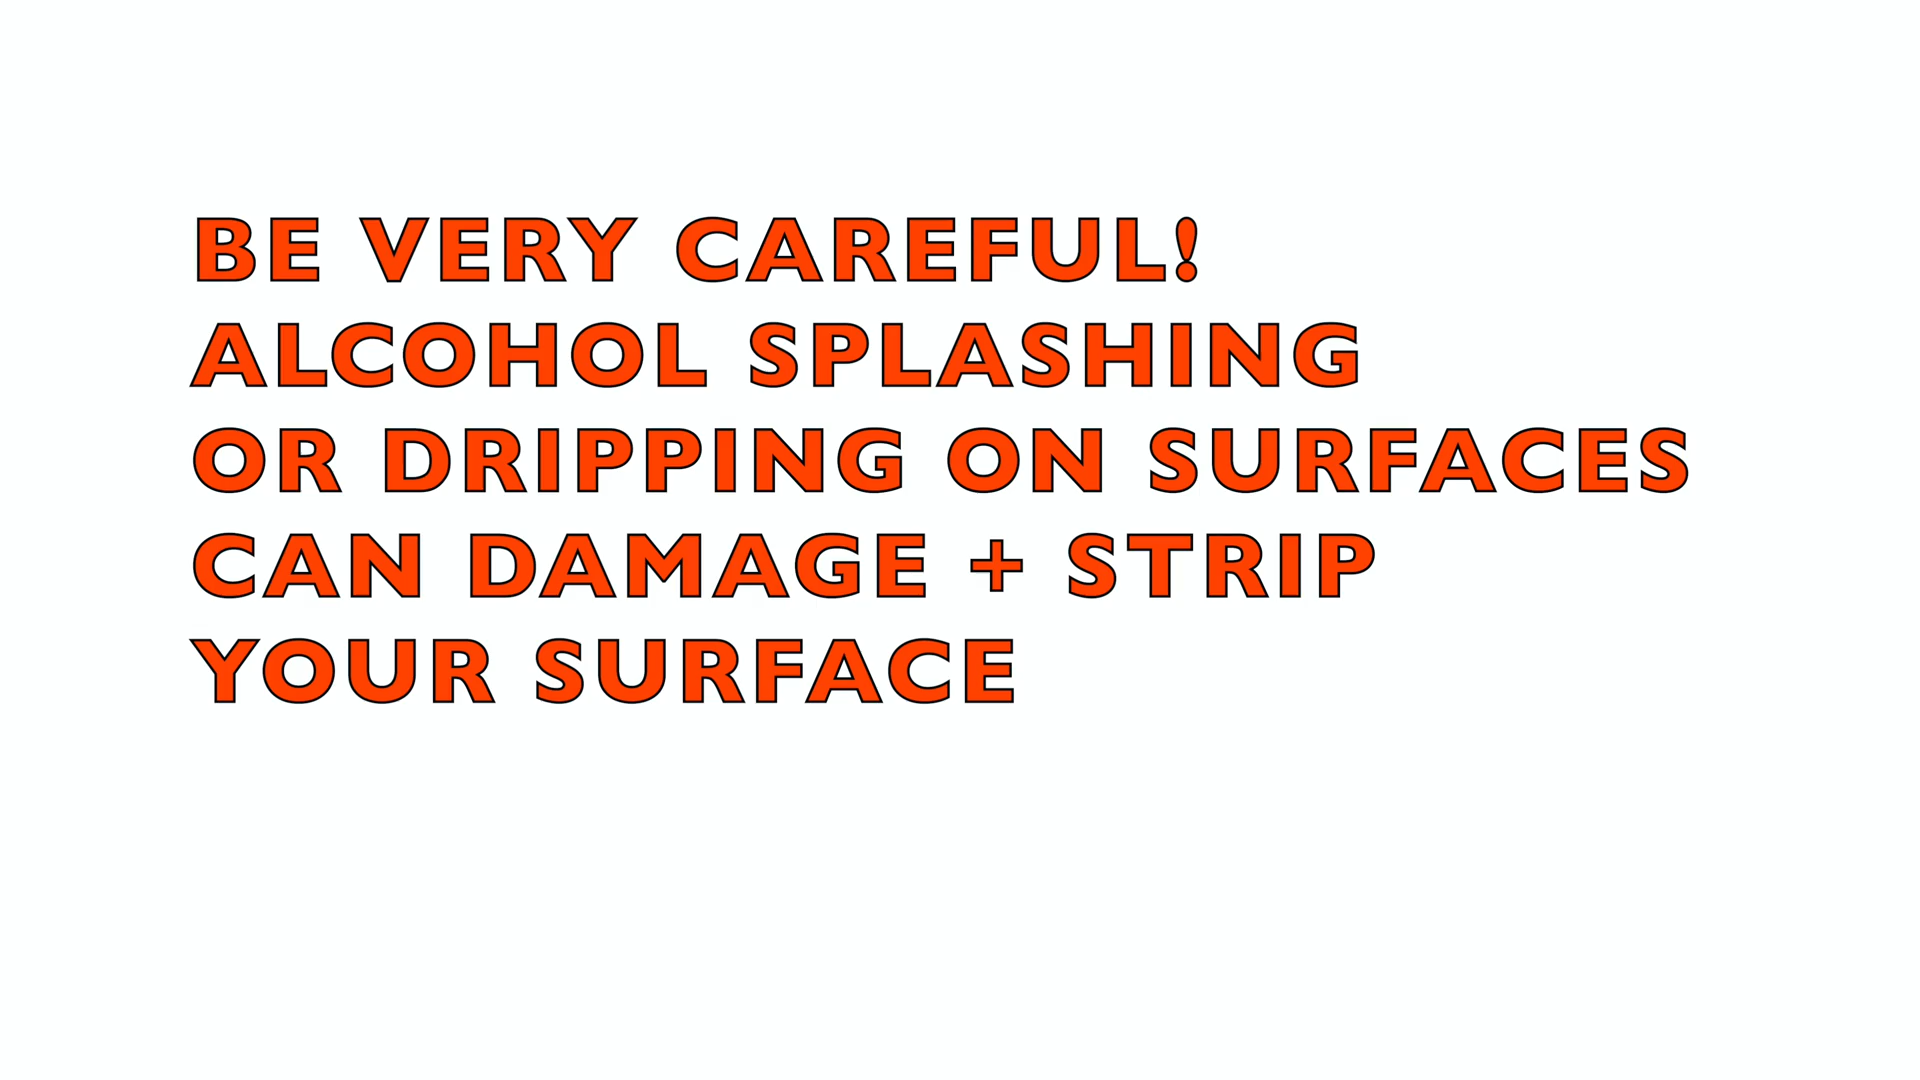 BE VERY CAREFUL!
ALCOHOL SPLASHING
OR DRIPPING ON SURFACES
CAN DAMAGE + STRIP
YOUR SURFACE